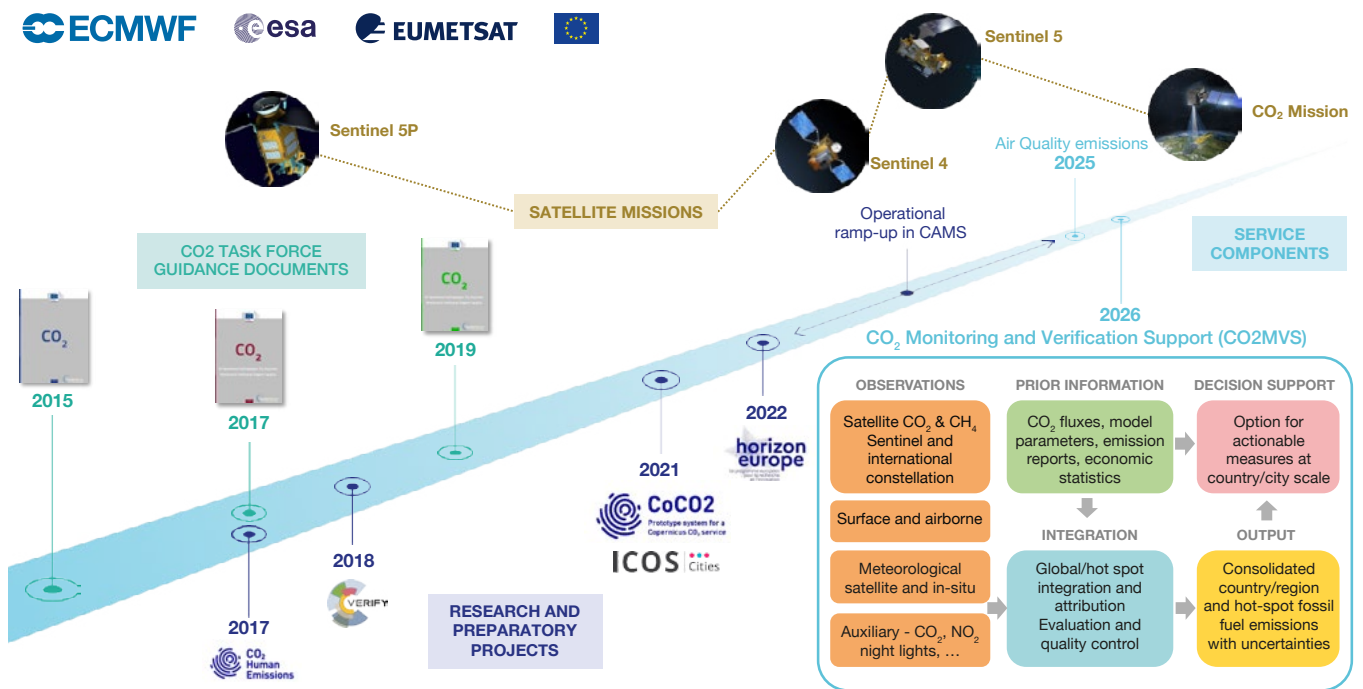 ECMWF
esa
EUMETSAT
Sentinel 5P
SATELLITE MISSIONS
Sentinel 4
Sentinel 5
CO₂ Mission
Air Quality emissions
2025
Operational
ramp-up in CAMS
SERVICE
COMPONENTS
2026
CO2 TASK FORCE
GUIDANCE DOCUMENTS
CO₂
2015
CO₂
2017
CO₂
2019
2017
CO₂
Human
Emissions
2018
VERIFY
RESEARCH AND
PREPARATORY
PROJECTS
2021
CoCO2
Prototype system for a
Copernicus CO₂ service
ICOS
Cities
2022
horizon
europe
CO₂ Monitoring and Verification Support (CO2MVS)
OBSERVATIONS
Satellite CO₂ & CH₄
Sentinel and
international
constellation
Surface and airborne
Meteorological
satellite and in-situ
Auxiliary - CO₂, NO₂
night lights, …
PRIOR INFORMATION
CO₂ fluxes, model
parameters, emission
reports, economic
statistics
INTEGRATION
Global/hot spot
integration and
attribution
Evaluation and
quality control
DECISION SUPPORT
Option for
actionable
measures at
country/city scale
OUTPUT
Consolidated
country/region
and hot-spot fossil
fuel emissions
with uncertainties